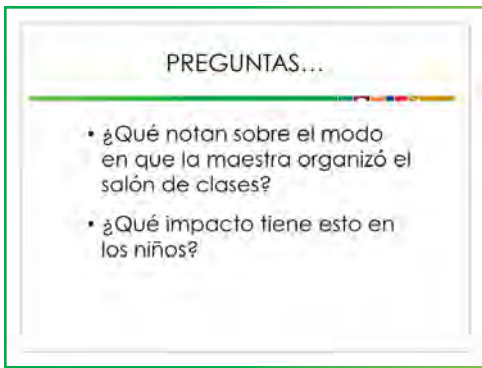 PREGUNTAS...
• ¿Qué notan sobre el modo
en que la maestra organizó el
salón de clases?
• ¿Qué impacto tiene esto en
los niños?